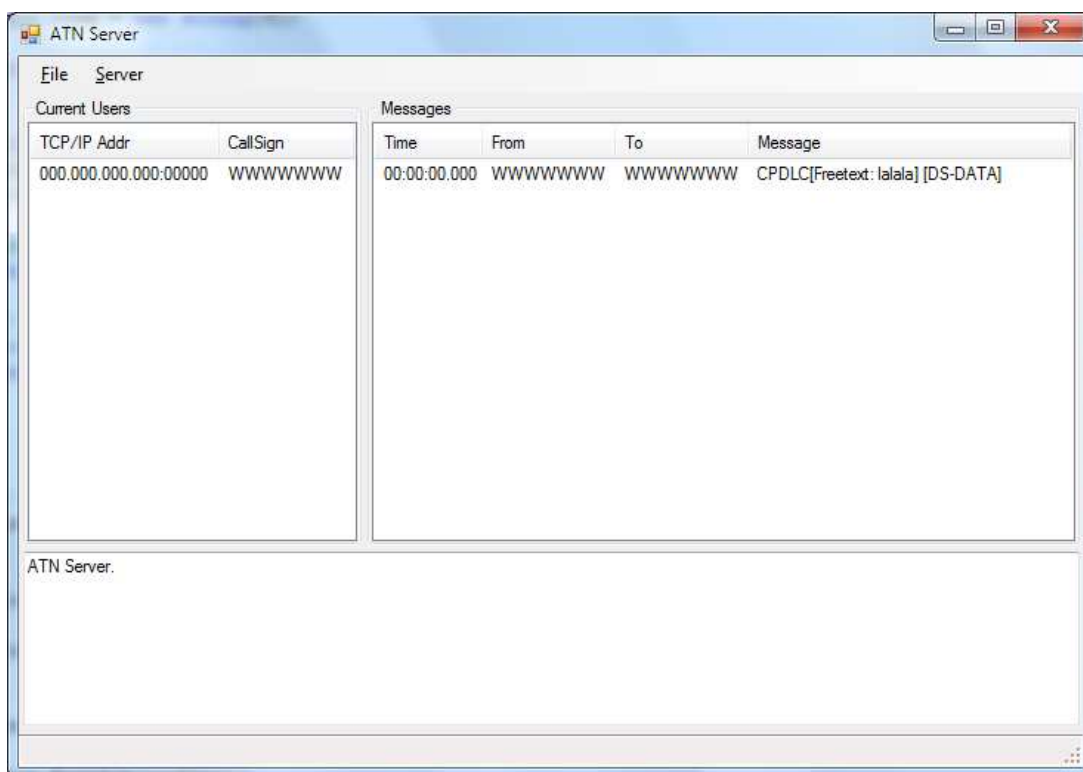 ATN Server
File Server
Current Users
TCP/IP Addr CallSign
000.000.000.000:00000 WWWWWWW
Messages
Time From To Message
00:00:00.000 WWWWWWW WWWWWWW CPDLC[Freetext: lalala] [DS-DATA]
ATN Server.